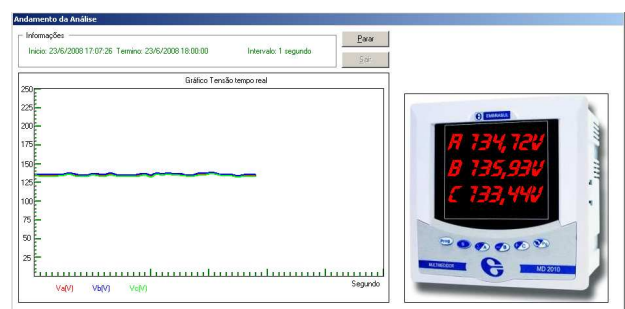 Andamento da Análise
Informações
Inicio: 23/6/2008 17:07:26 Termino: 23/6/2008 18:00:00 Intervalo: 1 segundo
Parar
Sair
Gráfico Tensão tempo real
250
225
200
175
150
125
100
75
50
25
Va(V) Vb(V) Vc(V) Segundo
EMBRASUL
A 134,72V
B 135,93V
C 133,44V
MULTIMEDIDOR MD 2010